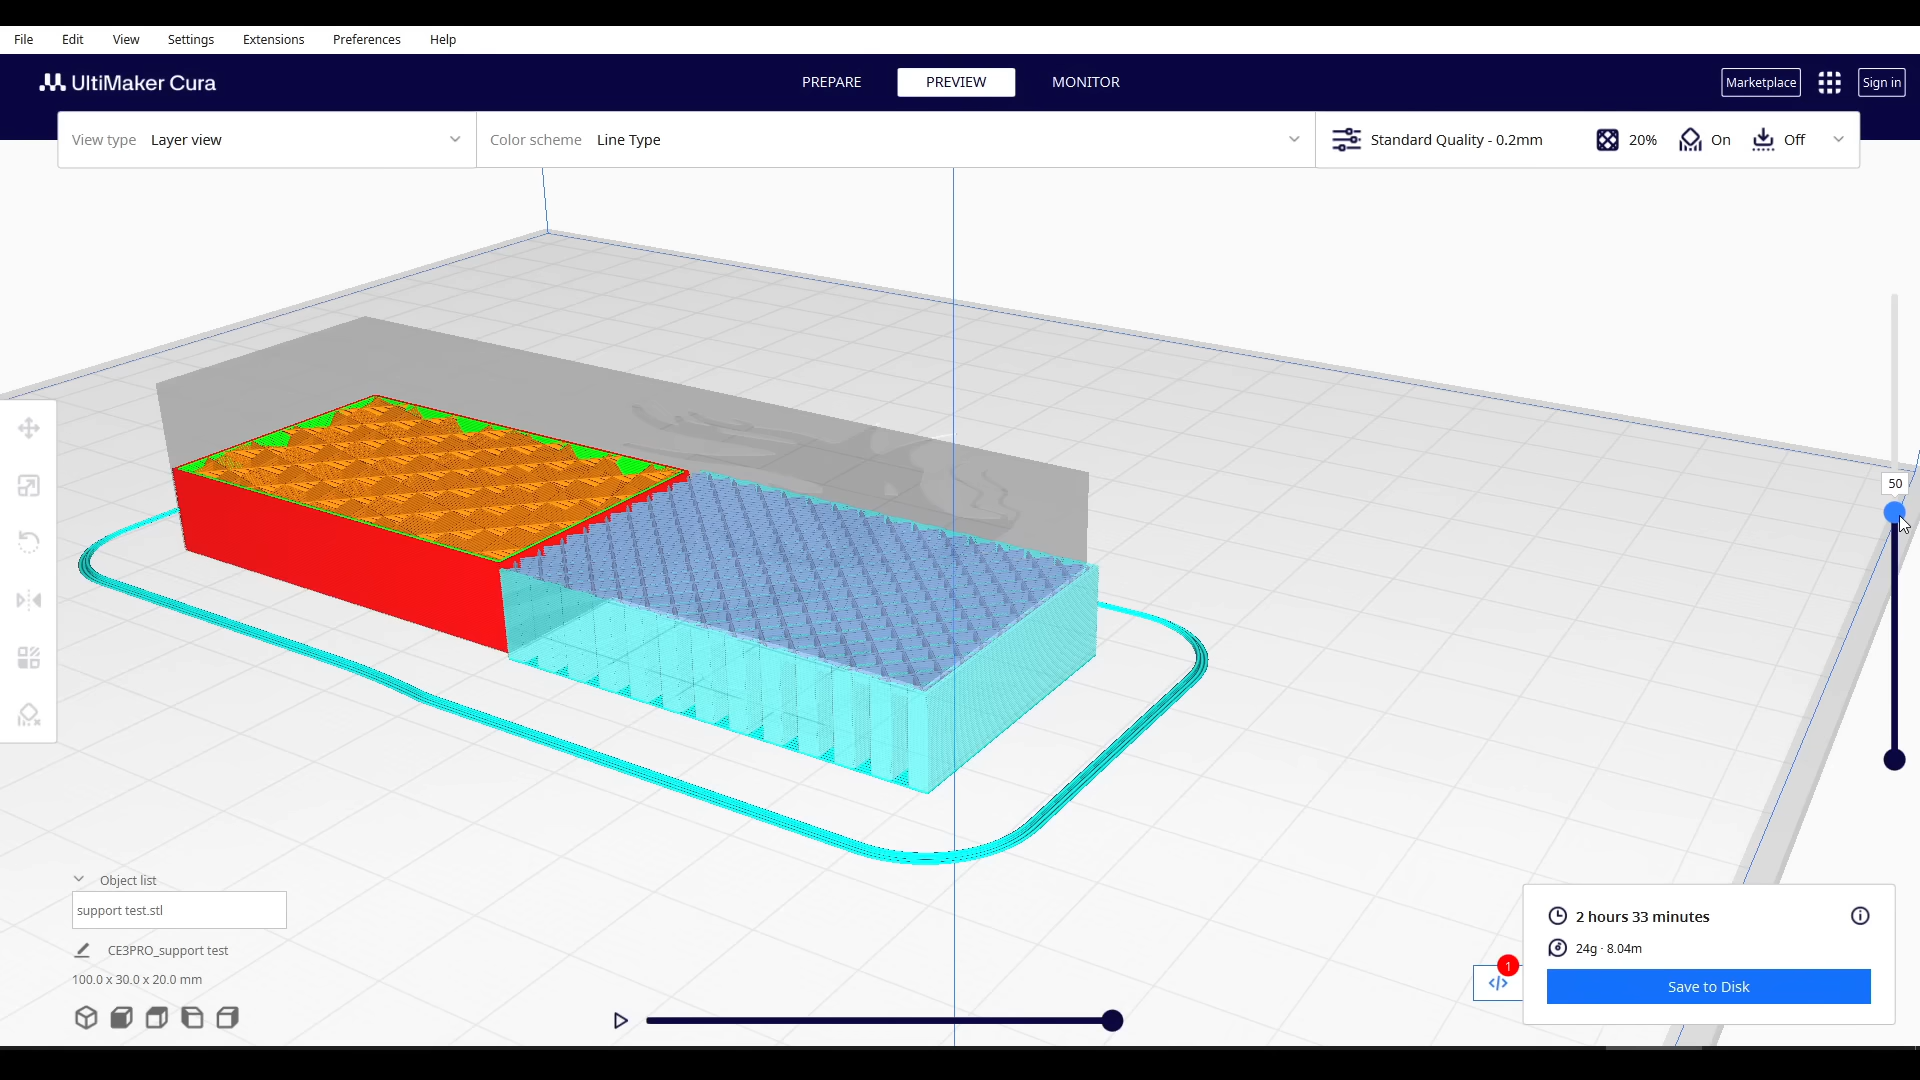 File Edit View Settings Extensions Preferences Help
UltiMaker Cura PREPARE PREVIEW MONITOR Marketplace Sign in
View type Layer view Color scheme Line Type Standard Quality - 0.2mm 20% On Off
50
Object list
support test.stl
CE3PRO_support test
100.0 x 30.0 x 20.0 mm
2 hours 33 minutes
24g · 8.04m
1
Save to Disk